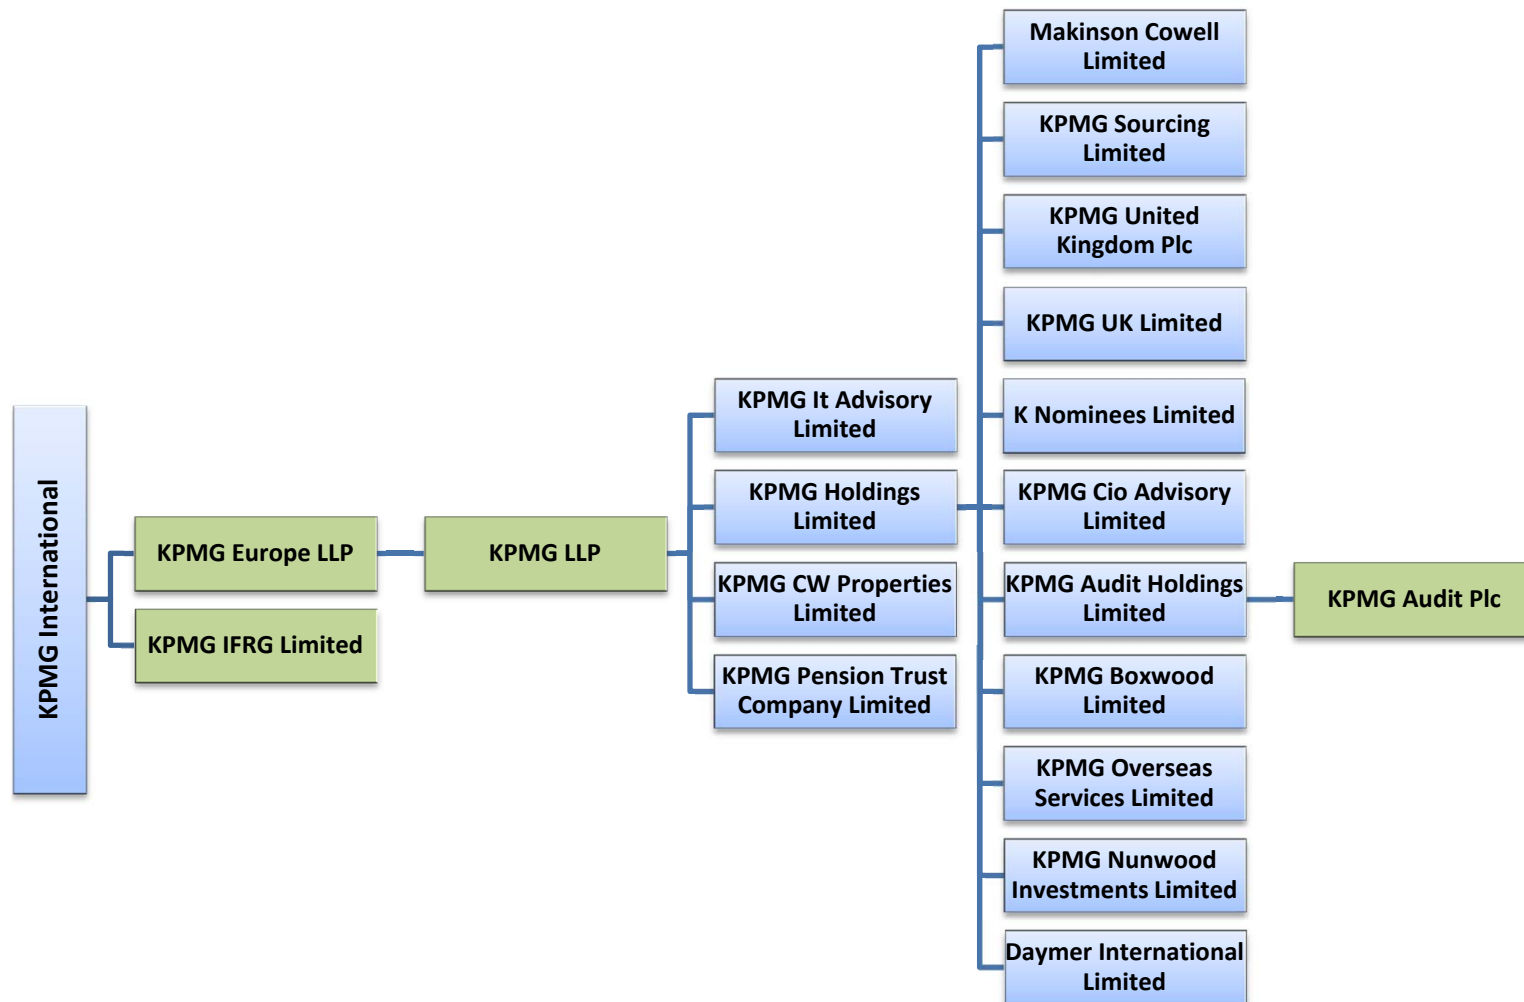 KPMG International
KPMG Europe LLP
KPMG IFRG Limited
KPMG LLP
KPMG It Advisory
Limited
KPMG Holdings
Limited
KPMG CW Properties
Limited
KPMG Pension Trust
Company Limited
Makinson Cowell
Limited
KPMG Sourcing
Limited
KPMG United
Kingdom Plc
KPMG UK Limited
K Nominees Limited
KPMG Cio Advisory
Limited
KPMG Audit Holdings
Limited
KPMG Boxwood
Limited
KPMG Overseas
Services Limited
KPMG Nunwood
Investments Limited
Daymer International
Limited
KPMG Audit Plc